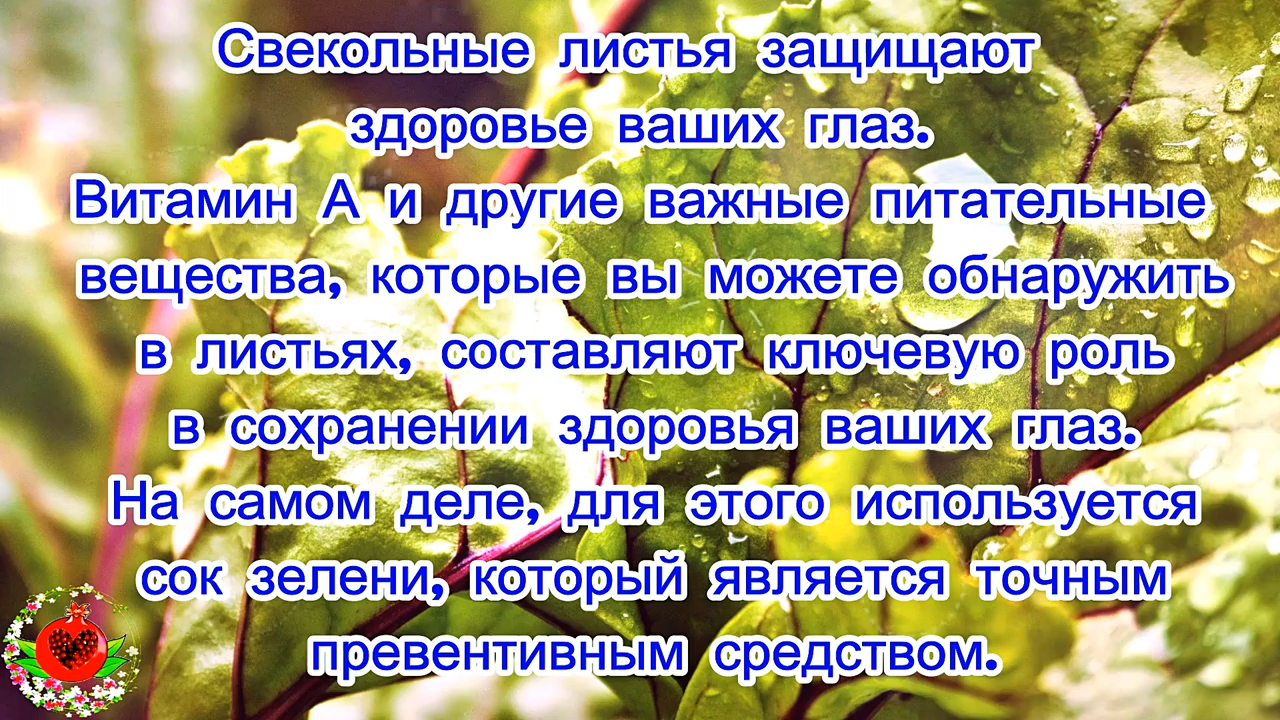 Свекольные листья защищают
здоровье ваших глаз.
Витамин А и другие важные питательные
вещества, которые вы можете обнаружить
в листьях, составляют ключевую роль
в сохранении здоровья ваших глаз.
На самом деле, для этого используется
сок зелени, который является точным
превентивным средством.